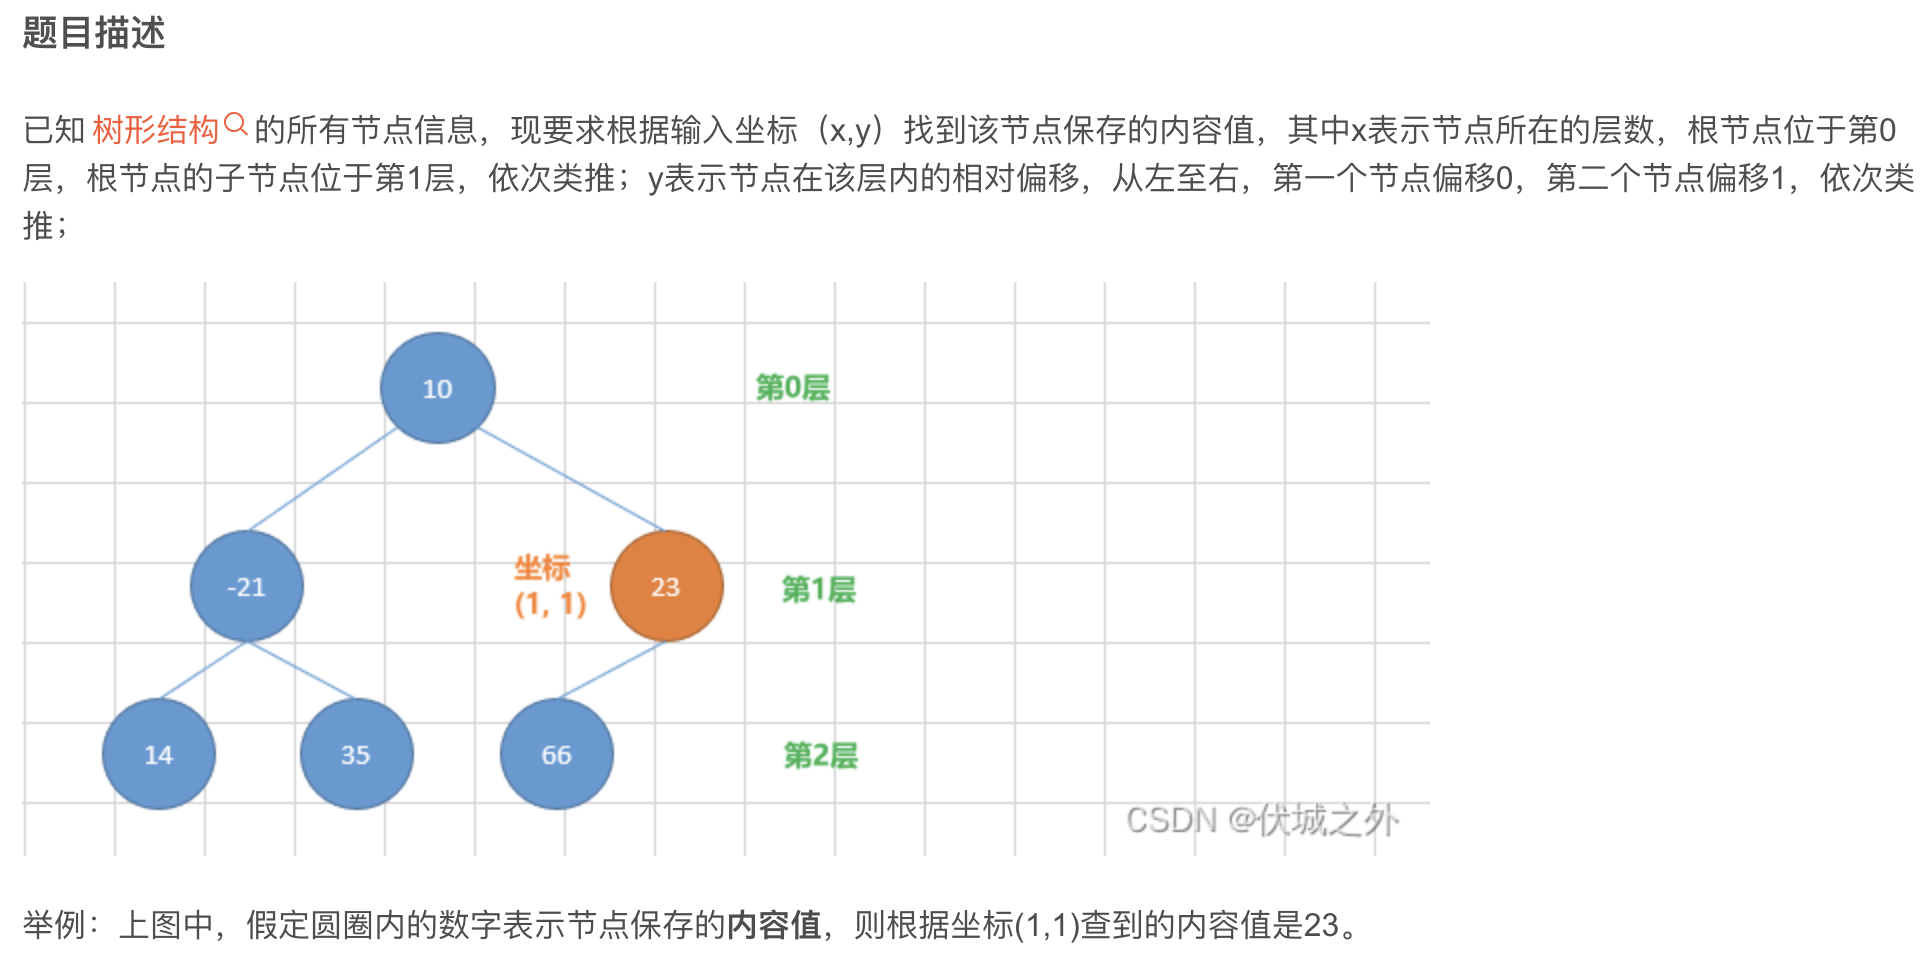 题目描述
已知 树形结构 的所有节点信息，现要求根据输入坐标（x,y）找到该节点保存的内容值，其中x表示节点所在的层数，根节点位于第0
层，根节点的子节点位于第1层，依次类推；y表示节点在该层内的相对偏移，从左至右，第一个节点偏移0，第二个节点偏移1，依次类
推；
10
第0层
-21
坐标
(1, 1)
23
第1层
14
35
66
第2层
CSDN @伏城之外
举例：上图中，假定圆圈内的数字表示节点保存的内容值，则根据坐标(1,1)查到的内容值是23。